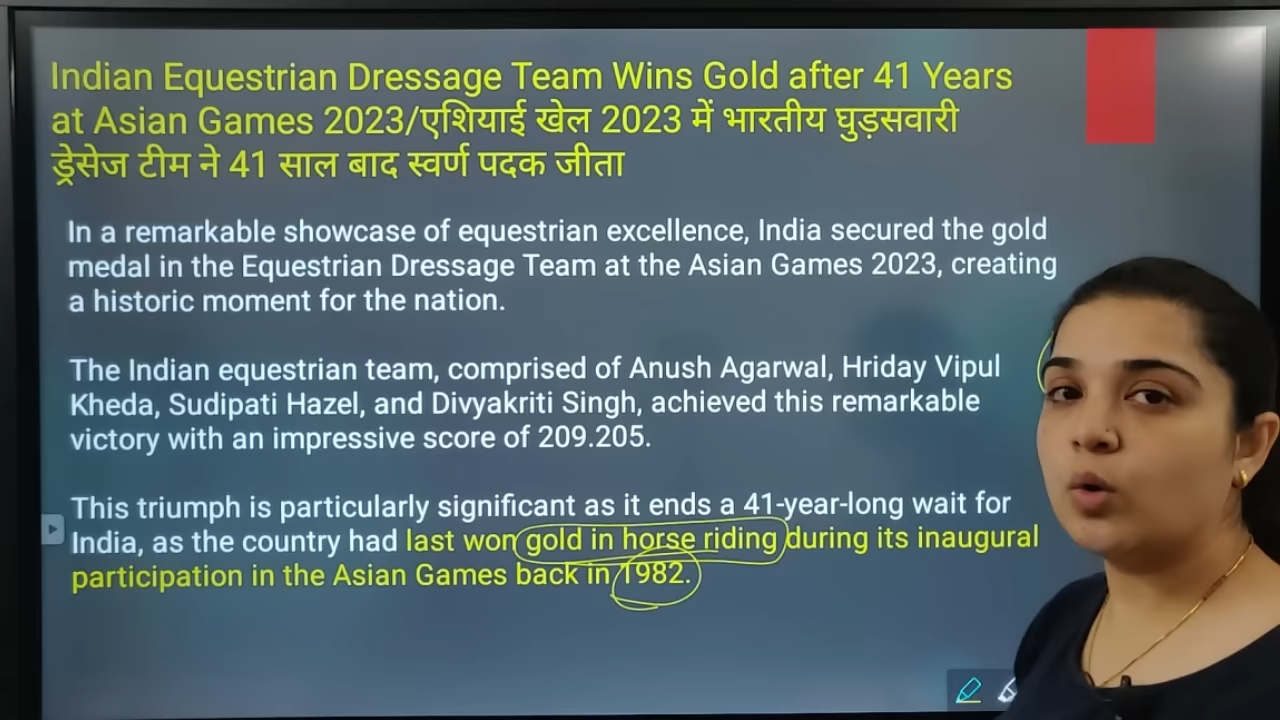 Indian Equestrian Dressage Team Wins Gold after 41 Years
at Asian Games 2023/एशियाई खेल 2023 में भारतीय घुड़सवारी
ड्रेसेज टीम ने 41 साल बाद स्वर्ण पदक जीता
In a remarkable showcase of equestrian excellence, India secured the gold
medal in the Equestrian Dressage Team at the Asian Games 2023, creating
a historic moment for the nation.
The Indian equestrian team, comprised of Anush Agarwal, Hriday Vipul
Kheda, Sudipati Hazel, and Divyakriti Singh, achieved this remarkable
victory with an impressive score of 209.205.
This triumph is particularly significant as it ends a 41-year-long wait for
India, as the country had last won gold in horse riding during its inaugural
participation in the Asian Games back in 1982.